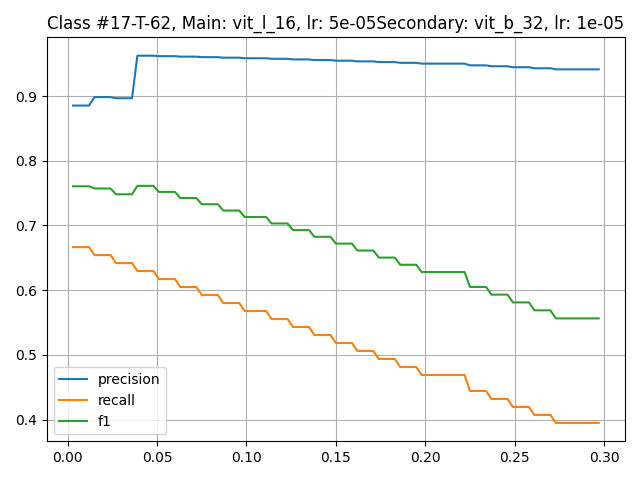 Class #17-T-62, Main: vit_l_16, lr: 5e-05Secondary: vit_b_32, lr: 1e-05
0.9
0.8
0.7
0.6
0.5
0.4
precision
recall
f1
0.00 0.05 0.10 0.15 0.20 0.25 0.30